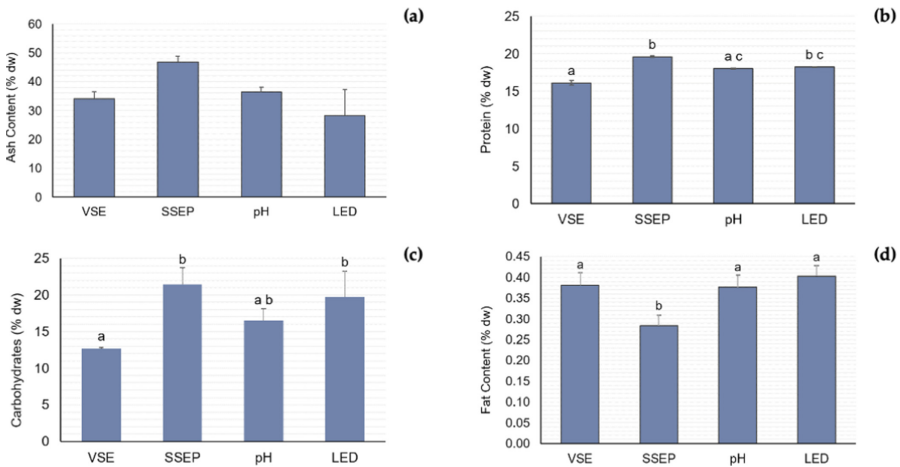 (a)
Ash Content (% dw)
60
50
40
30
20
10
0
VSE SSEP pH LED
(b)
Protein (% dw)
25
20
15
10
5
0
a b a c b c
VSE SSEP pH LED
(c)
Carbohydrates (% dw)
25
20
15
10
5
0
a b a b b
VSE SSEP pH LED
(d)
Fat Content (% dw)
0.45
0.40
0.35
0.30
0.25
0.20
0.15
0.10
0.05
0.00
a b a a
VSE SSEP pH LED